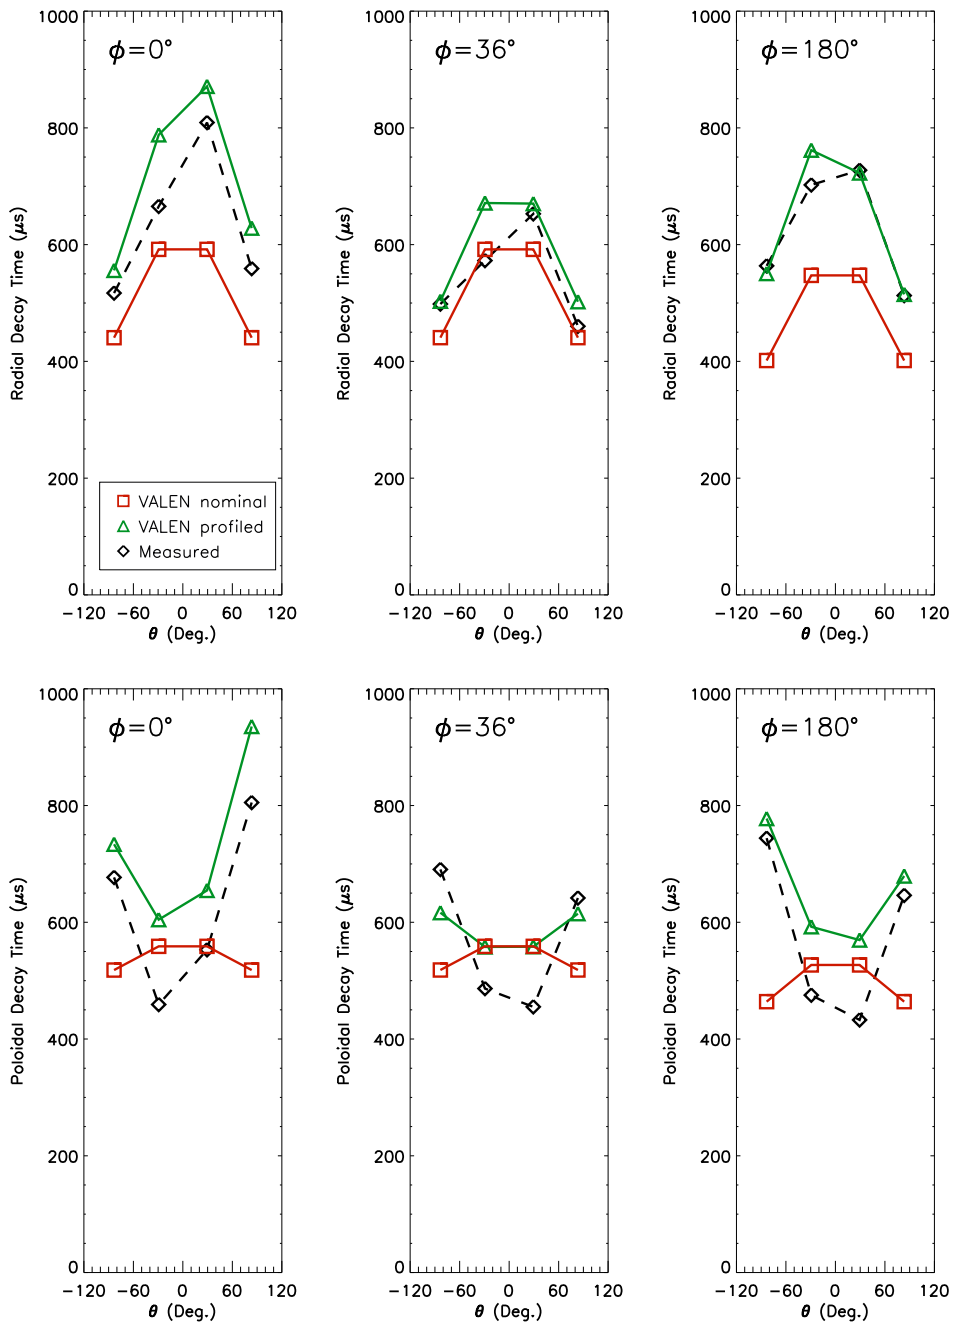 ϕ=0°
1000
800
600
400
200
0
Radial Decay Time (μs)
VALEN nominal
VALEN profiled
Measured
−120 −60 0 60 120
θ (Deg.)
ϕ=36°
1000
800
600
400
200
0
Radial Decay Time (μs)
−120 −60 0 60 120
θ (Deg.)
ϕ=180°
1000
800
600
400
200
0
Radial Decay Time (μs)
−120 −60 0 60 120
θ (Deg.)
ϕ=0°
1000
800
600
400
200
0
Poloidal Decay Time (μs)
−120 −60 0 60 120
θ (Deg.)
ϕ=36°
1000
800
600
400
200
0
Poloidal Decay Time (μs)
−120 −60 0 60 120
θ (Deg.)
ϕ=180°
1000
800
600
400
200
0
Poloidal Decay Time (μs)
−120 −60 0 60 120
θ (Deg.)